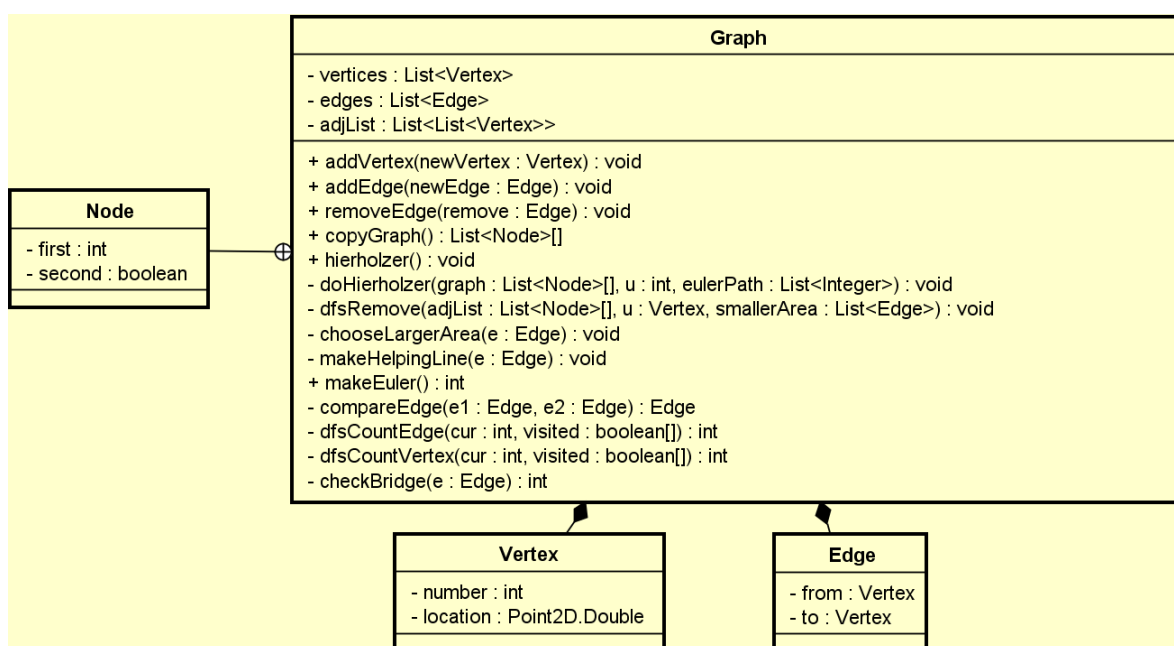 Graph
- vertices : List<Vertex>
- edges : List<Edge>
- adjList : List<List<Vertex>>
+ addVertex(newVertex : Vertex) : void
+ addEdge(newEdge : Edge) : void
+ removeEdge(remove : Edge) : void
+ copyGraph() : List<Node>[]
+ hierholzer() : void
- doHierholzer(graph : List<Node>[], u : int, eulerPath : List<Integer>) : void
- dfsRemove(adjList : List<Node>[], u : Vertex, smallerArea : List<Edge>) : void
- chooseLargerArea(e : Edge) : void
- makeHelpingLine(e : Edge) : void
+ makeEuler() : int
- compareEdge(e1 : Edge, e2 : Edge) : Edge
- dfsCountEdge(cur : int, visited : boolean[]) : int
- dfsCountVertex(cur : int, visited : boolean[]) : int
- checkBridge(e : Edge) : int
Node
- first : int
- second : boolean
Vertex
- number : int
- location : Point2D.Double
Edge
- from : Vertex
- to : Vertex